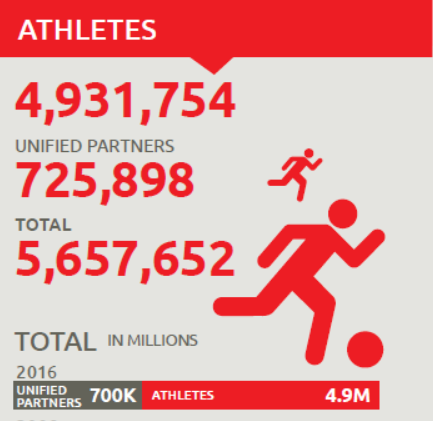 ATHLETES
4,931,754
UNIFIED PARTNERS
725,898
TOTAL
5,657,652
TOTAL IN MILLIONS
2016
UNIFIED PARTNERS 700K ATHLETES 4.9M